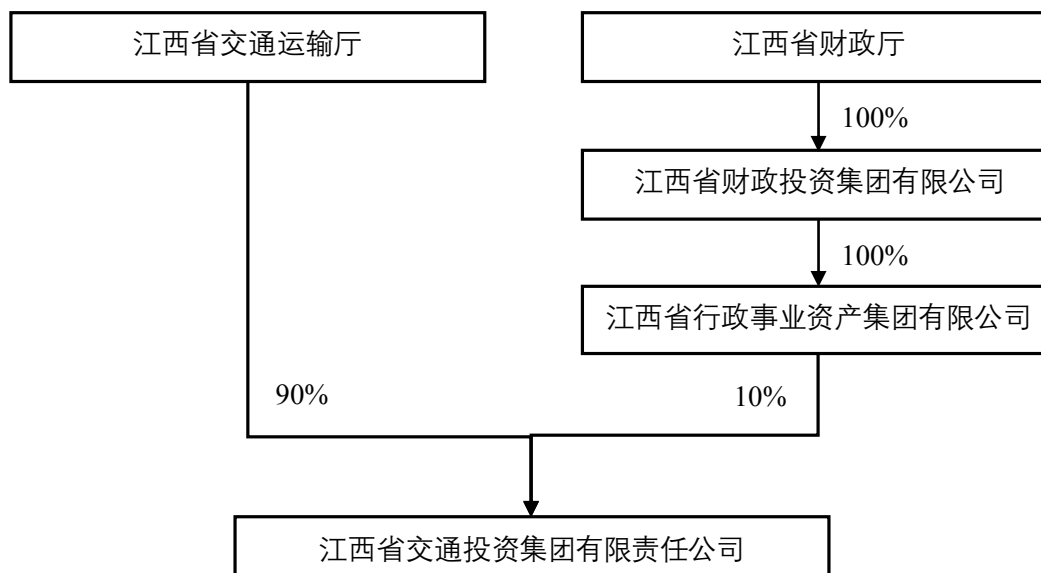 江西省交通运输厅
江西省财政厅
100%
江西省财政投资集团有限公司
100%
江西省行政事业资产集团有限公司
90%
10%
江西省交通投资集团有限责任公司